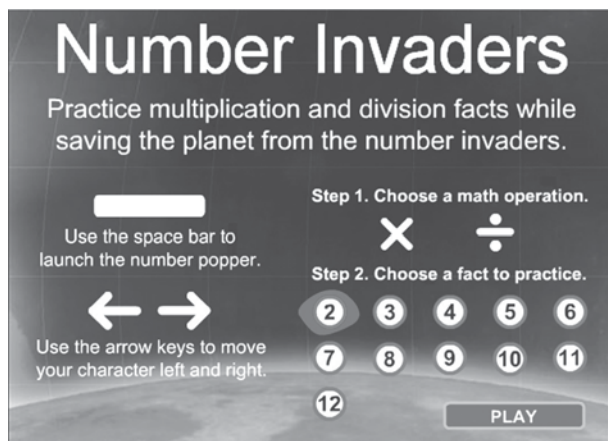 Number Invaders
Practice multiplication and division facts while
saving the planet from the number invaders.
Use the space bar to
launch the number popper.
Use the arrow keys to move
your character left and right.
Step 1. Choose a math operation.
× ÷
Step 2. Choose a fact to practice.
2 3 4 5 6
7 8 9 10 11
12
PLAY